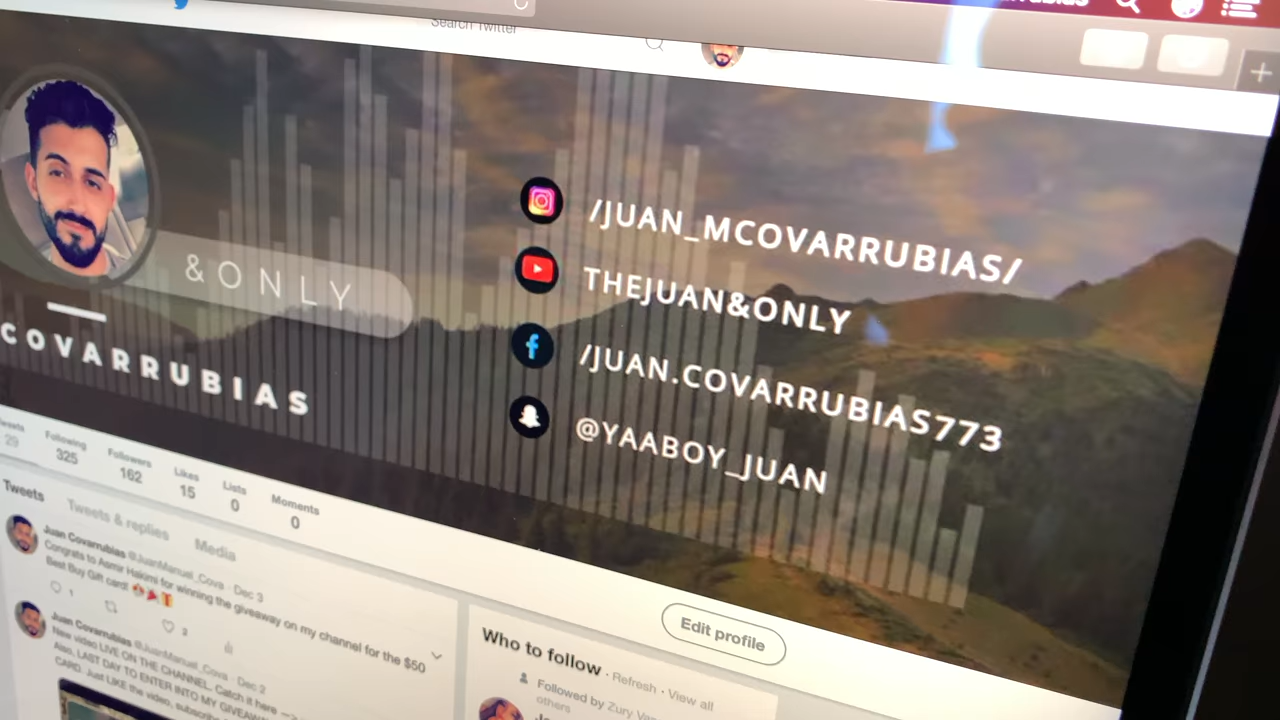 Search Twitter
/JUAN_MCOVARRUBIAS/
THEJUAN&ONLY
/JUAN.COVARRUBIAS773
@YAABOY_JUAN
&ONLY
COVARRUBIAS
Tweets
29
Following
325
Followers
162
Likes
15
Lists
0
Moments
0
Edit profile
Tweets
Tweets & replies
Media
Juan Covarrubias @JuanManuel_Cova · Dec 3
Congrats to Asmir Hakimi for winning the giveaway on my channel for the $50
Best Buy Gift card! 😍🎉🎁
1
2
Juan Covarrubias @JuanManuel_Cova · Dec 2
New video LIVE ON THE CHANNEL. Catch it here
Also, LAST DAY TO ENTER INTO MY
CARD. Just LIKE the video,
Who to follow · Refresh · View all
Followed by Zury
others